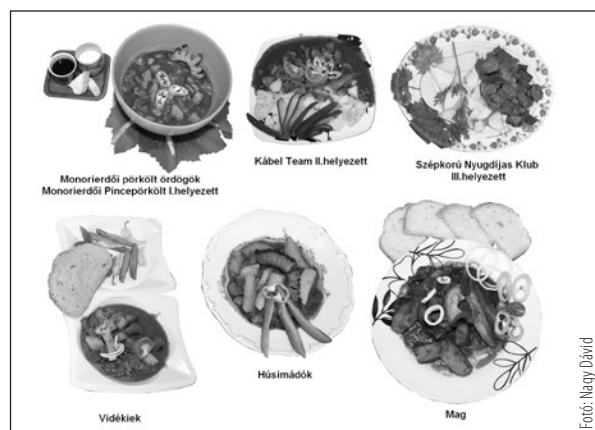 Monorierdői pörkölt ördögök
Monorierdői Pincepörkölt I.helyezett
Kábel Team II.helyezett
Szépkorú Nyugdíjas Klub
III.helyezett
Vidékiek
Húsimádók
Mag
Fotó: Nagy Dávid